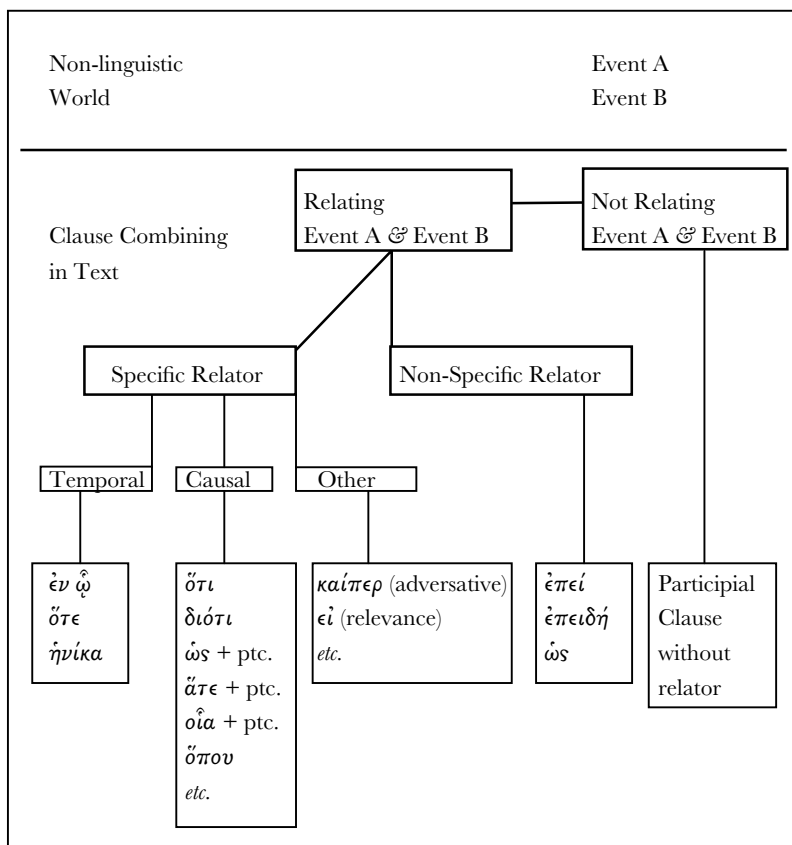 Non-linguistic
World
Event A
Event B
Clause Combining
in Text
Relating
Event A & Event B
Not Relating
Event A & Event B
Specific Relator
Non-Specific Relator
Temporal
Causal
Other
ἐν ᾧ
ὅτε
ἡνίκα
ὅτι
διότι
ὡς + ptc.
ἅτε + ptc.
οἷα + ptc.
ὅπου
etc.
καίπερ (adversative)
εἰ (relevance)
etc.
ἐπεί
ἐπειδή
ὡς
Participial
Clause
without
relator